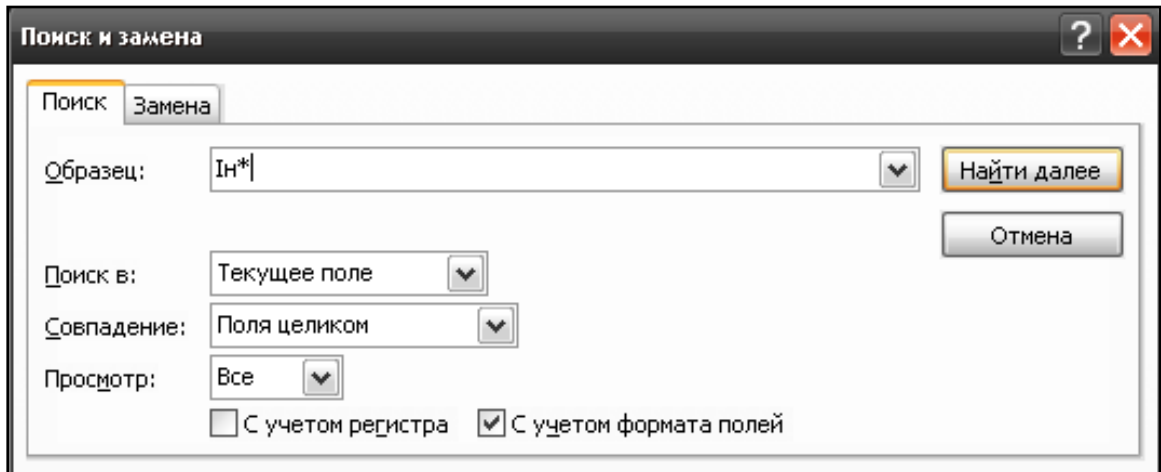 Поиск и замена
Поиск Замена
Образец: Ін* Найти далее
Отмена
Поиск в: Текущее поле
Совпадение: Поля целиком
Просмотр: Все
С учетом регистра С учетом формата полей